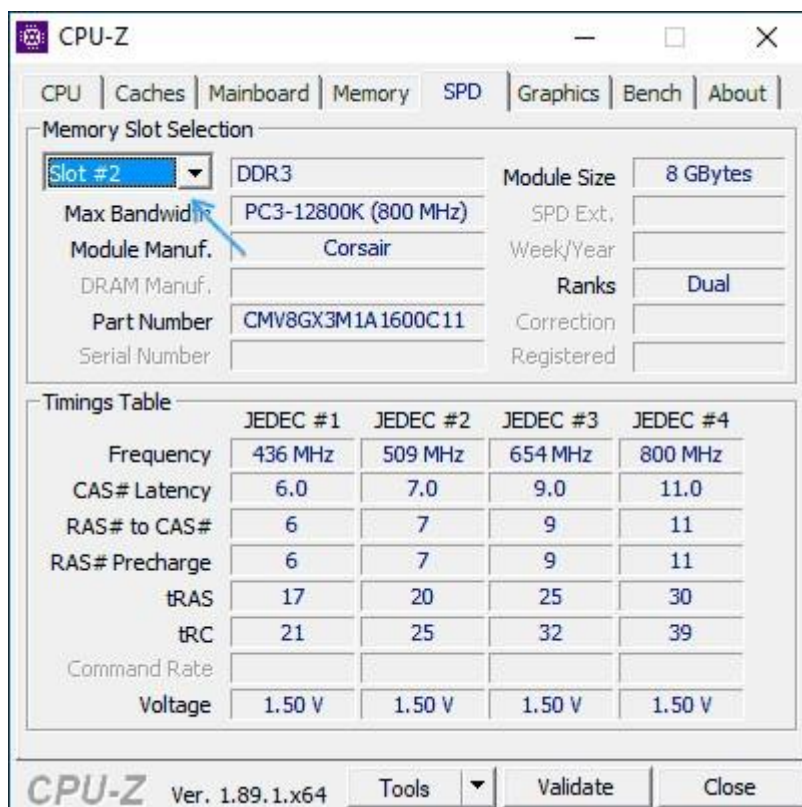 CPU-Z
CPU Caches Mainboard Memory SPD Graphics Bench About
Memory Slot Selection
Slot #2 DDR3 Module Size 8 GBytes
Max Bandwidth PC3-12800K (800 MHz) SPD Ext.
Module Manuf. Corsair Week/Year
DRAM Manuf. Ranks Dual
Part Number CMV8GX3M1A1600C11 Correction
Serial Number Registered
Timings Table
JEDEC #1 JEDEC #2 JEDEC #3 JEDEC #4
Frequency 436 MHz 509 MHz 654 MHz 800 MHz
CAS# Latency 6.0 7.0 9.0 11.0
RAS# to CAS# 6 7 9 11
RAS# Precharge 6 7 9 11
tRAS 17 20 25 30
tRC 21 25 32 39
Command Rate
Voltage 1.50 V 1.50 V 1.50 V 1.50 V
CPU-Z Ver. 1.89.1.x64 Tools Validate Close